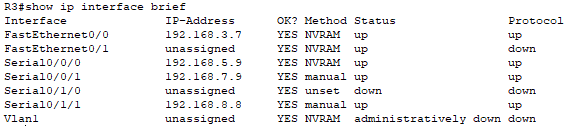 R3#show ip interface brief
Interface IP-Address OK? Method Status Protocol
FastEthernet0/0 192.168.3.7 YES NVRAM up up
FastEthernet0/1 unassigned YES NVRAM up down
Serial0/0/0 192.168.5.9 YES NVRAM up up
Serial0/0/1 192.168.7.9 YES manual up up
Serial0/1/0 unassigned YES unset down down
Serial0/1/1 192.168.8.8 YES manual up up
Vlan1 unassigned YES NVRAM administratively down down